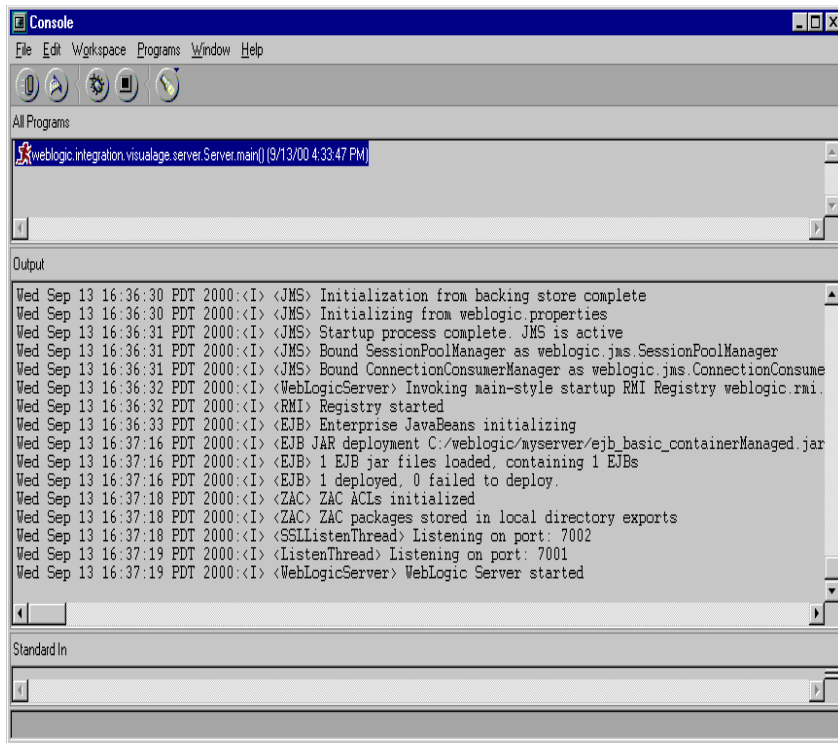 Console
File Edit Workspace Programs Window Help
All Programs
weblogic.integration.visualage.server.Server.main() (9/13/00 4:33:47 PM)
Output
Wed Sep 13 16:36:30 PDT 2000:<I> <JMS> Initialization from backing store complete
Wed Sep 13 16:36:30 PDT 2000:<I> <JMS> Initializing from weblogic.properties
Wed Sep 13 16:36:31 PDT 2000:<I> <JMS> Startup process complete. JMS is active
Wed Sep 13 16:36:31 PDT 2000:<I> <JMS> Bound SessionPoolManager as weblogic.jms.SessionPoolManager
Wed Sep 13 16:36:31 PDT 2000:<I> <JMS> Bound ConnectionConsumerManager as weblogic.jms.ConnectionConsume
Wed Sep 13 16:36:32 PDT 2000:<I> <WebLogicServer> Invoking main-style startup RMI Registry weblogic.rmi.
Wed Sep 13 16:36:32 PDT 2000:<I> <RMI> Registry started
Wed Sep 13 16:36:33 PDT 2000:<I> <EJB> Enterprise JavaBeans initializing
Wed Sep 13 16:37:16 PDT 2000:<I> <EJB JAR deployment C:/weblogic/myserver/ejb_basic_containerManaged.jar
Wed Sep 13 16:37:16 PDT 2000:<I> <EJB> 1 EJB jar files loaded, containing 1 EJBs
Wed Sep 13 16:37:16 PDT 2000:<I> <EJB> 1 deployed, 0 failed to deploy.
Wed Sep 13 16:37:18 PDT 2000:<I> <ZAC> ZAC ACLs initialized
Wed Sep 13 16:37:18 PDT 2000:<I> <ZAC> ZAC packages stored in local directory exports
Wed Sep 13 16:37:18 PDT 2000:<I> <SSLListenThread> Listening on port: 7002
Wed Sep 13 16:37:19 PDT 2000:<I> <ListenThread> Listening on port: 7001
Wed Sep 13 16:37:19 PDT 2000:<I> <WebLogicServer> WebLogic Server started
Standard In